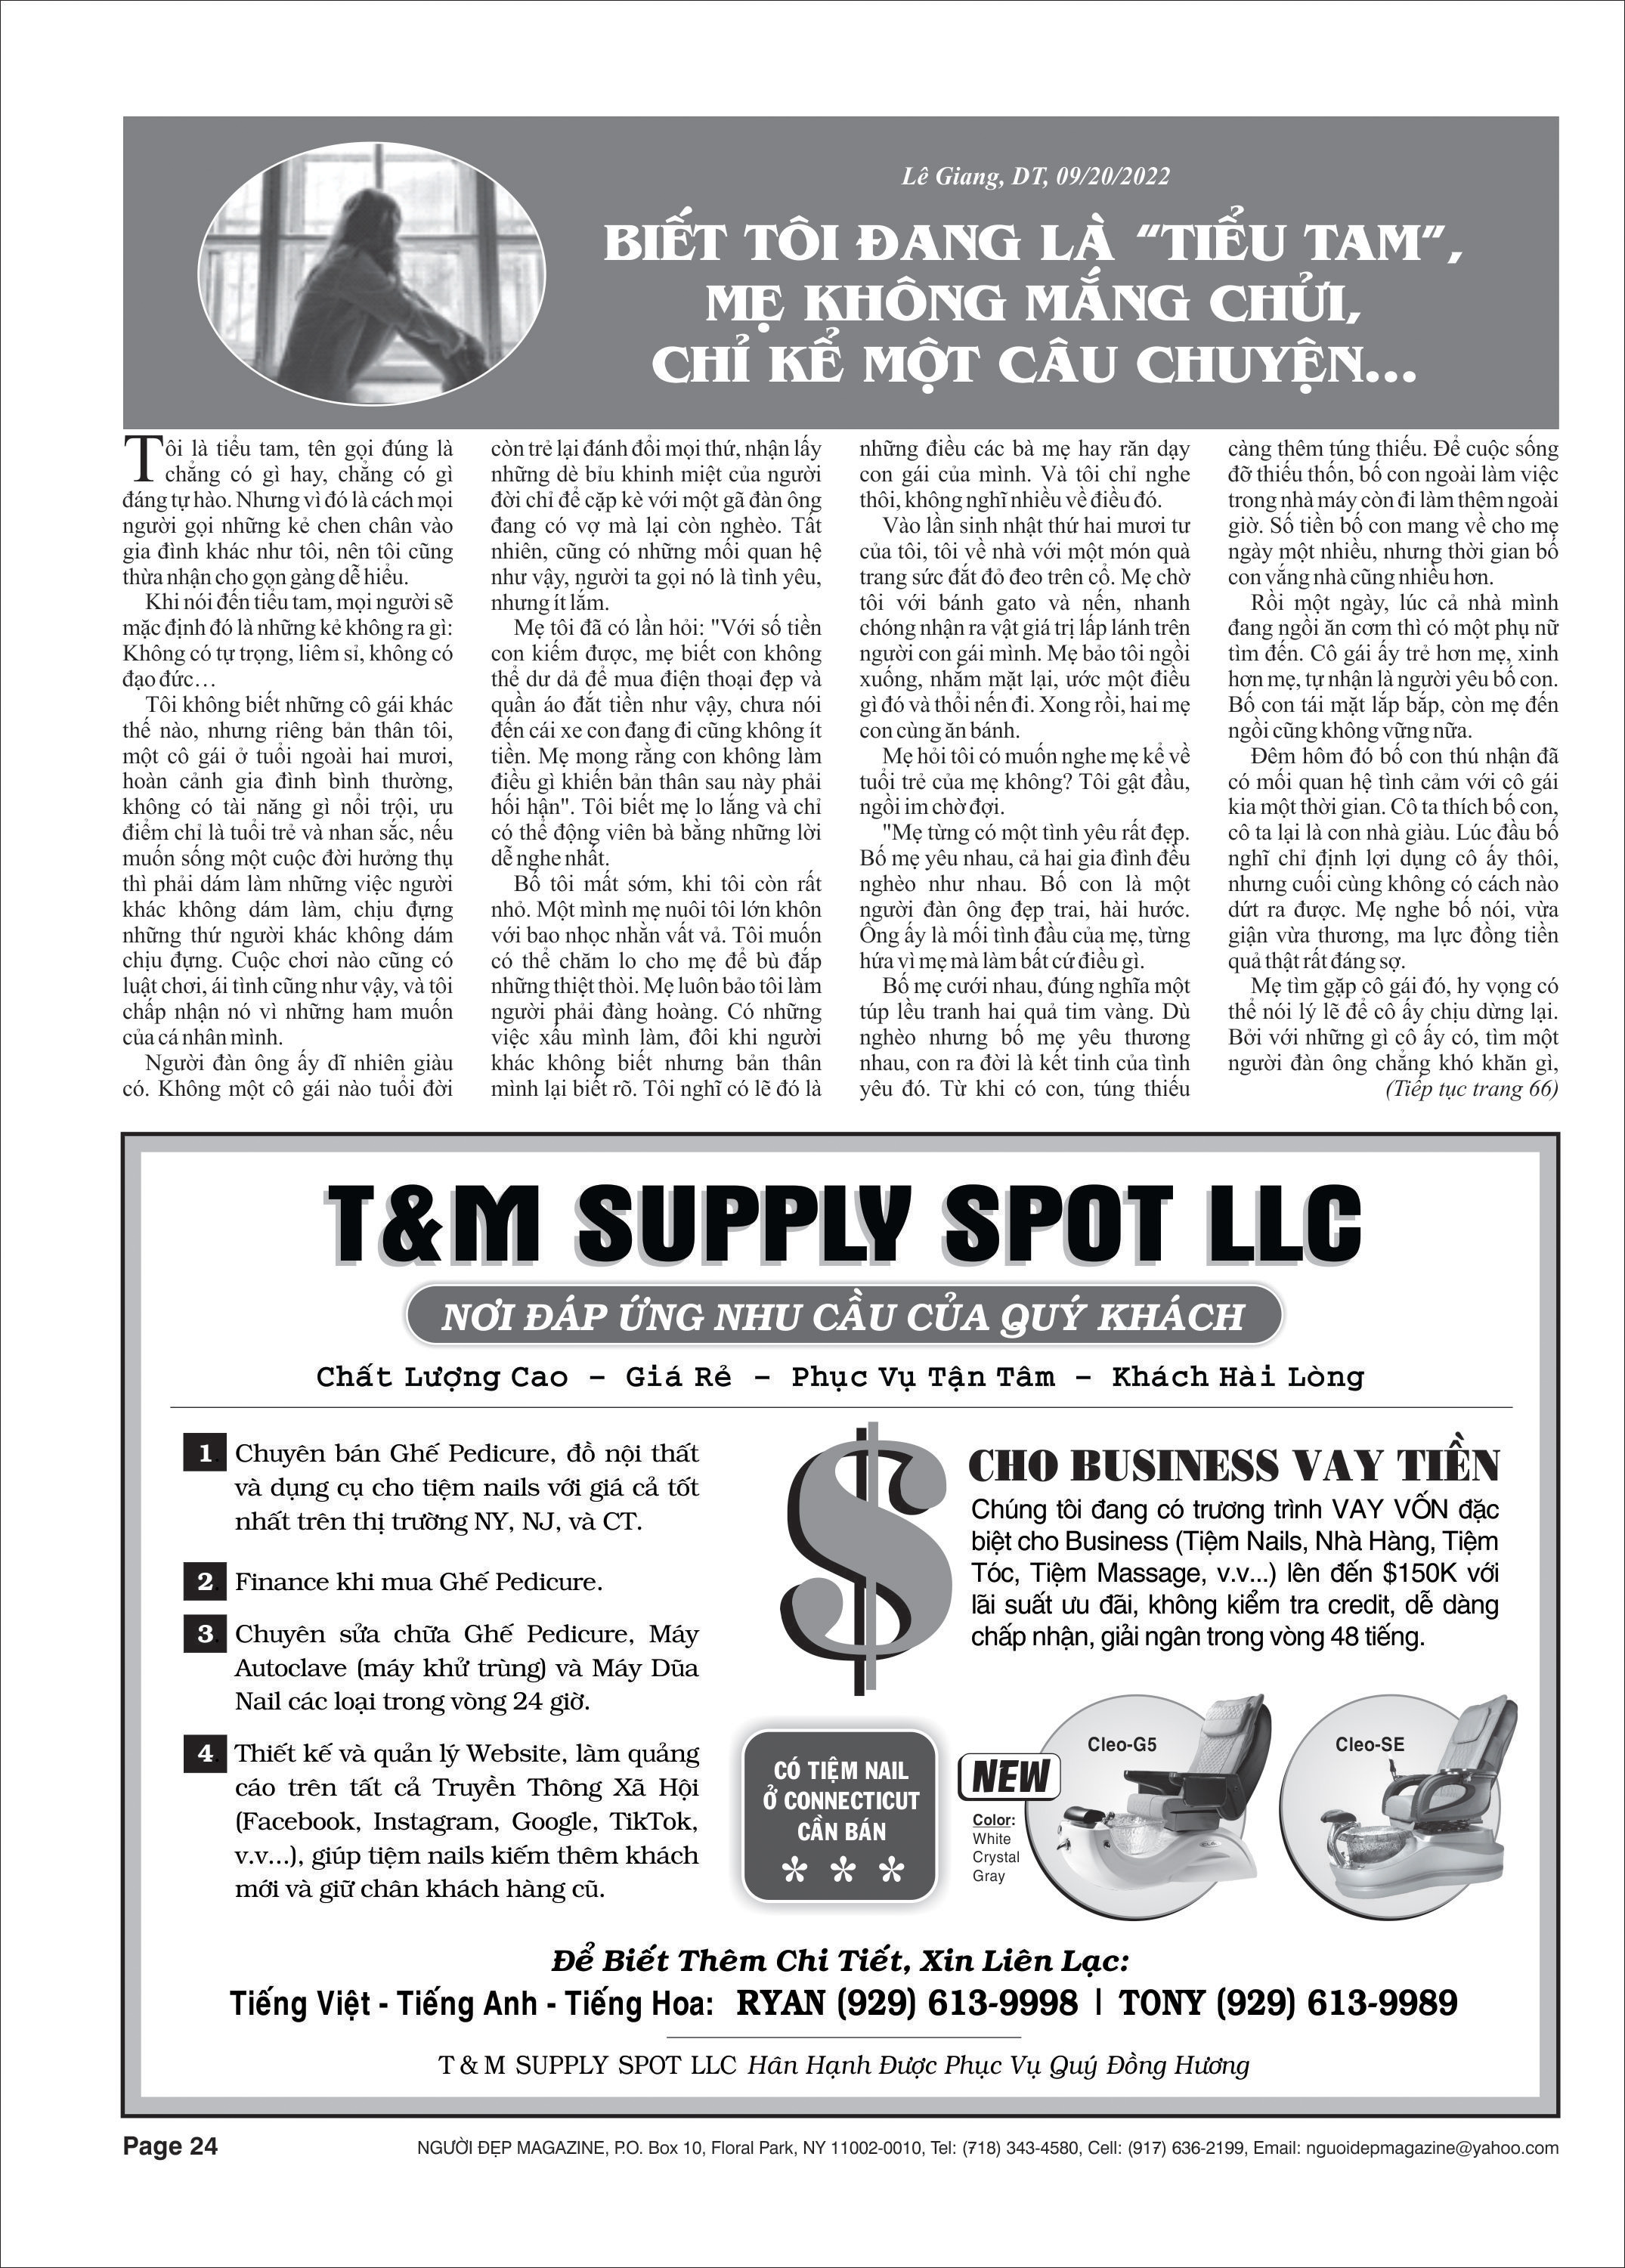 Lê Giang, DT, 09/20/2022
BIẾT TÔI ĐANG LÀ "TIỂU TAM",
MẸ KHÔNG MẮNG CHỬI,
CHỈ KỂ MỘT CÂU CHUYỆN...
Tôi là tiểu tam, tên gọi đúng là
chẳng có gì hay, chẳng có gì
đáng tự hào. Nhưng vì đó là cách mọi
người gọi những kẻ chen chân vào
gia đình khác như tôi, nên tôi cũng
thừa nhận cho gọn gàng dễ hiểu.
Khi nói đến tiểu tam, mọi người sẽ
mặc định đó là những kẻ không ra gì:
Không có tự trọng, liêm sỉ, không có
đạo đức…
Tôi không biết những cô gái khác
thế nào, nhưng riêng bản thân tôi,
một cô gái ở tuổi ngoài hai mươi,
hoàn cảnh gia đình bình thường,
không có tài năng gì nổi trội, ưu
điểm chỉ là tuổi trẻ và nhan sắc, nếu
muốn sống một cuộc đời hưởng thụ
thì phải dám làm những việc người
khác không dám làm, chịu đựng
những thứ người khác không dám
chịu đựng. Cuộc chơi nào cũng có
luật chơi, ái tình cũng như vậy, và tôi
chấp nhận nó vì những ham muốn
của cá nhân mình.
Người đàn ông ấy dĩ nhiên giàu
có. Không một cô gái nào tuổi đời
còn trẻ lại đánh đổi mọi thứ, nhận lấy
những dè bỉu khinh miệt của người
đời chỉ để cặp kè với một gã đàn ông
đang có vợ mà lại còn nghèo. Tất
nhiên, cũng có những mối quan hệ
như vậy, người ta gọi nó là tình yêu,
nhưng ít lắm.
Mẹ tôi đã có lần hỏi: "Với số tiền
con kiếm được, mẹ biết con không
thể dư dả để mua điện thoại đẹp và
quần áo đắt tiền như vậy, chưa nói
đến cái xe con đang đi cũng không ít
tiền. Mẹ mong rằng con không làm
điều gì khiến bản thân sau này phải
hối hận". Tôi biết mẹ lo lắng và chỉ
có thể động viên bà bằng những lời
dễ nghe nhất.
Bố tôi mất sớm, khi tôi còn rất
nhỏ. Một mình mẹ nuôi tôi lớn khôn
với bao nhọc nhằn vất vả. Tôi muốn
có thể chăm lo cho mẹ để bù đắp
những thiệt thòi. Mẹ luôn bảo tôi làm
người phải đàng hoàng. Có những
việc xấu mình làm, đôi khi người
khác không biết nhưng bản thân
mình lại biết rõ. Tôi nghĩ có lẽ đó là
những điều các bà mẹ hay răn dạy
con gái của mình. Và tôi chỉ nghe
thôi, không nghĩ nhiều về điều đó.
Vào lần sinh nhật thứ hai mươi tư
của tôi, tôi về nhà với một món quà
trang sức đắt đỏ đeo trên cổ. Mẹ chờ
tôi với bánh gato và nến, nhanh
chóng nhận ra vật giá trị lấp lánh trên
người con gái mình. Mẹ bảo tôi ngồi
xuống, nhắm mặt lại, ước một điều
gì đó và thổi nến đi. Xong rồi, hai mẹ
con cùng ăn bánh.
Mẹ hỏi tôi có muốn nghe mẹ kể về
tuổi trẻ của mẹ không? Tôi gật đầu,
ngồi im chờ đợi.
"Mẹ từng có một tình yêu rất đẹp.
Bố mẹ yêu nhau, cả hai gia đình đều
nghèo như nhau. Bố con là một
người đàn ông đẹp trai, hài hước.
Ông ấy là mối tình đầu của mẹ, từng
hứa vì mẹ mà làm bất cứ điều gì.
Bố mẹ cưới nhau, đúng nghĩa một
túp lều tranh hai quả tim vàng. Dù
nghèo nhưng bố mẹ yêu thương
nhau, con ra đời là kết tinh của tình
yêu đó. Từ khi có con, túng thiếu
càng thêm túng thiếu. Để cuộc sống
đỡ thiếu thốn, bố con ngoài làm việc
trong nhà máy còn đi làm thêm ngoài
giờ. Số tiền bố con mang về cho mẹ
ngày một nhiều, nhưng thời gian bố
con vắng nhà cũng nhiều hơn.
Rồi một ngày, lúc cả nhà mình
đang ngồi ăn cơm thì có một phụ nữ
tìm đến. Cô gái ấy trẻ hơn mẹ, xinh
hơn mẹ, tự nhận là người yêu bố con.
Bố con tái mặt lắp bắp, còn mẹ đến
ngồi cũng không vững nữa.
Đêm hôm đó bố con thú nhận đã
có mối quan hệ tình cảm với cô gái
kia một thời gian. Cô ta thích bố con,
cô ta lại là con nhà giàu. Lúc đầu bố
nghĩ chỉ định lợi dụng cô ấy thôi,
nhưng cuối cùng không có cách nào
dứt ra được. Mẹ nghe bố nói, vừa
giận vừa thương, ma lực đồng tiền
quả thật rất đáng sợ.
Mẹ tìm gặp cô gái đó, hy vọng có
thể nói lý lẽ để cô ấy chịu dừng lại.
Bởi với những gì cô ấy có, tìm một
người đàn ông chẳng khó khăn gì,
(Tiếp tục trang 66)
T&M SUPPLY SPOT LLC
NƠI ĐÁP ỨNG NHU CẦU CỦA QUÝ KHÁCH
Chất Lượng Cao – Giá Rẻ – Phục Vụ Tận Tâm – Khách Hài Lòng
1. Chuyên bán Ghế Pedicure, đồ nội thất
và dụng cụ cho tiệm nails với giá cả tốt
nhất trên thị trường NY, NJ, và CT.
2. Finance khi mua Ghế Pedicure.
3. Chuyên sửa chữa Ghế Pedicure, Máy
Autoclave (máy khử trùng) và Máy Dũa
Nail các loại trong vòng 24 giờ.
4. Thiết kế và quản lý Website, làm quảng
cáo trên tất cả Truyền Thông Xã Hội
(Facebook, Instagram, Google, TikTok,
v.v...), giúp tiệm nails kiếm thêm khách
mới và giữ chân khách hàng cũ.
$
CHO BUSINESS VAY TIỀN
Chúng tôi đang có trương trình VAY VỐN đặc
biệt cho Business (Tiệm Nails, Nhà Hàng, Tiệm
Tóc, Tiệm Massage, v.v...) lên đến $150K với
lãi suất ưu đãi, không kiểm tra credit, dễ dàng
chấp nhận, giải ngân trong vòng 48 tiếng.
CÓ TIỆM NAIL
Ở CONNECTICUT
CẦN BÁN
* * *
NEW
Color:
White
Crystal
Gray
Cleo-G5
Cleo-SE
Để Biết Thêm Chi Tiết, Xin Liên Lạc:
Tiếng Việt - Tiếng Anh - Tiếng Hoa: RYAN (929) 613-9998 | TONY (929) 613-9989
T & M SUPPLY SPOT LLC Hân Hạnh Được Phục Vụ Quý Đồng Hương
Page 24
NGƯỜI ĐẸP MAGAZINE, P.O. Box 10, Floral Park, NY 11002-0010, Tel: (718) 343-4580, Cell: (917) 636-2199, Email: nguoidepmagazine@yahoo.com